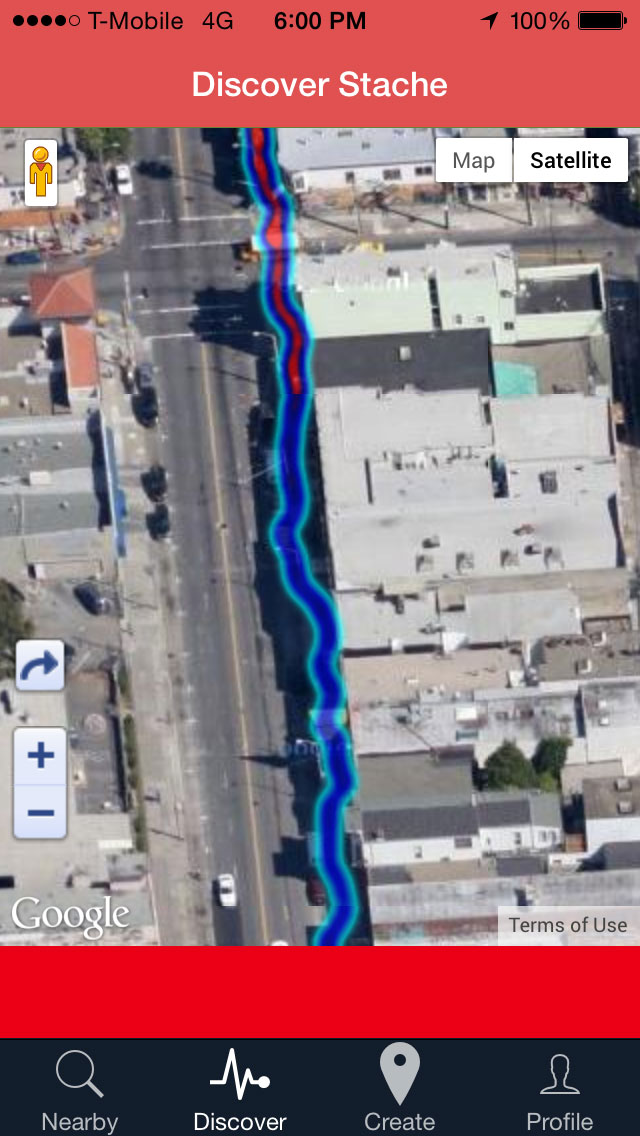 T-Mobile 4G 6:00 PM 100%
Discover Stache
Map Satellite
Google
Terms of Use
Nearby Discover Create Profile